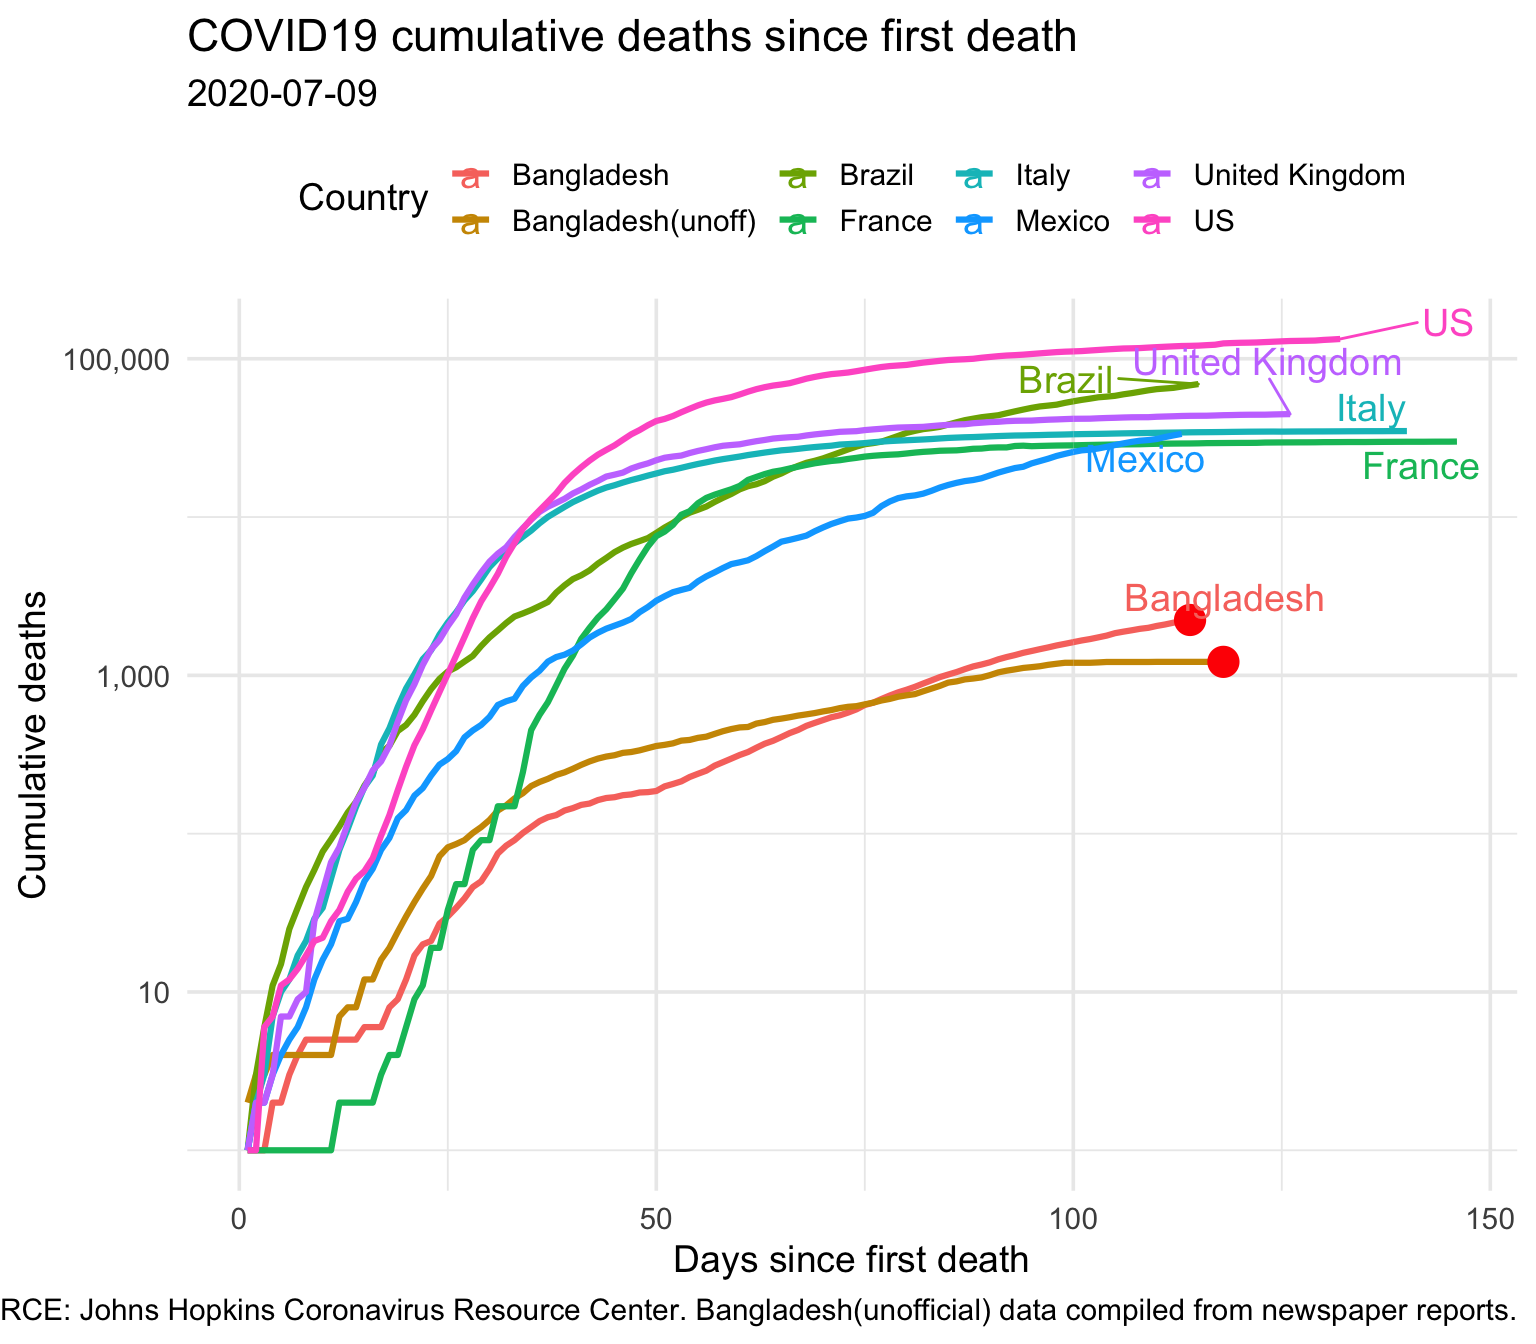 COVID19 cumulative deaths since first death
2020-07-09
Country
a Bangladesh a Brazil a Italy a United Kingdom
a Bangladesh(unoff) a France a Mexico a US
US
United Kingdom
Brazil
Italy
Mexico
France
Bangladesh
100,000
1,000
10
Cumulative deaths
0 50 100 150
Days since first death
RCE: Johns Hopkins Coronavirus Resource Center. Bangladesh(unofficial) data compiled from newspaper reports.